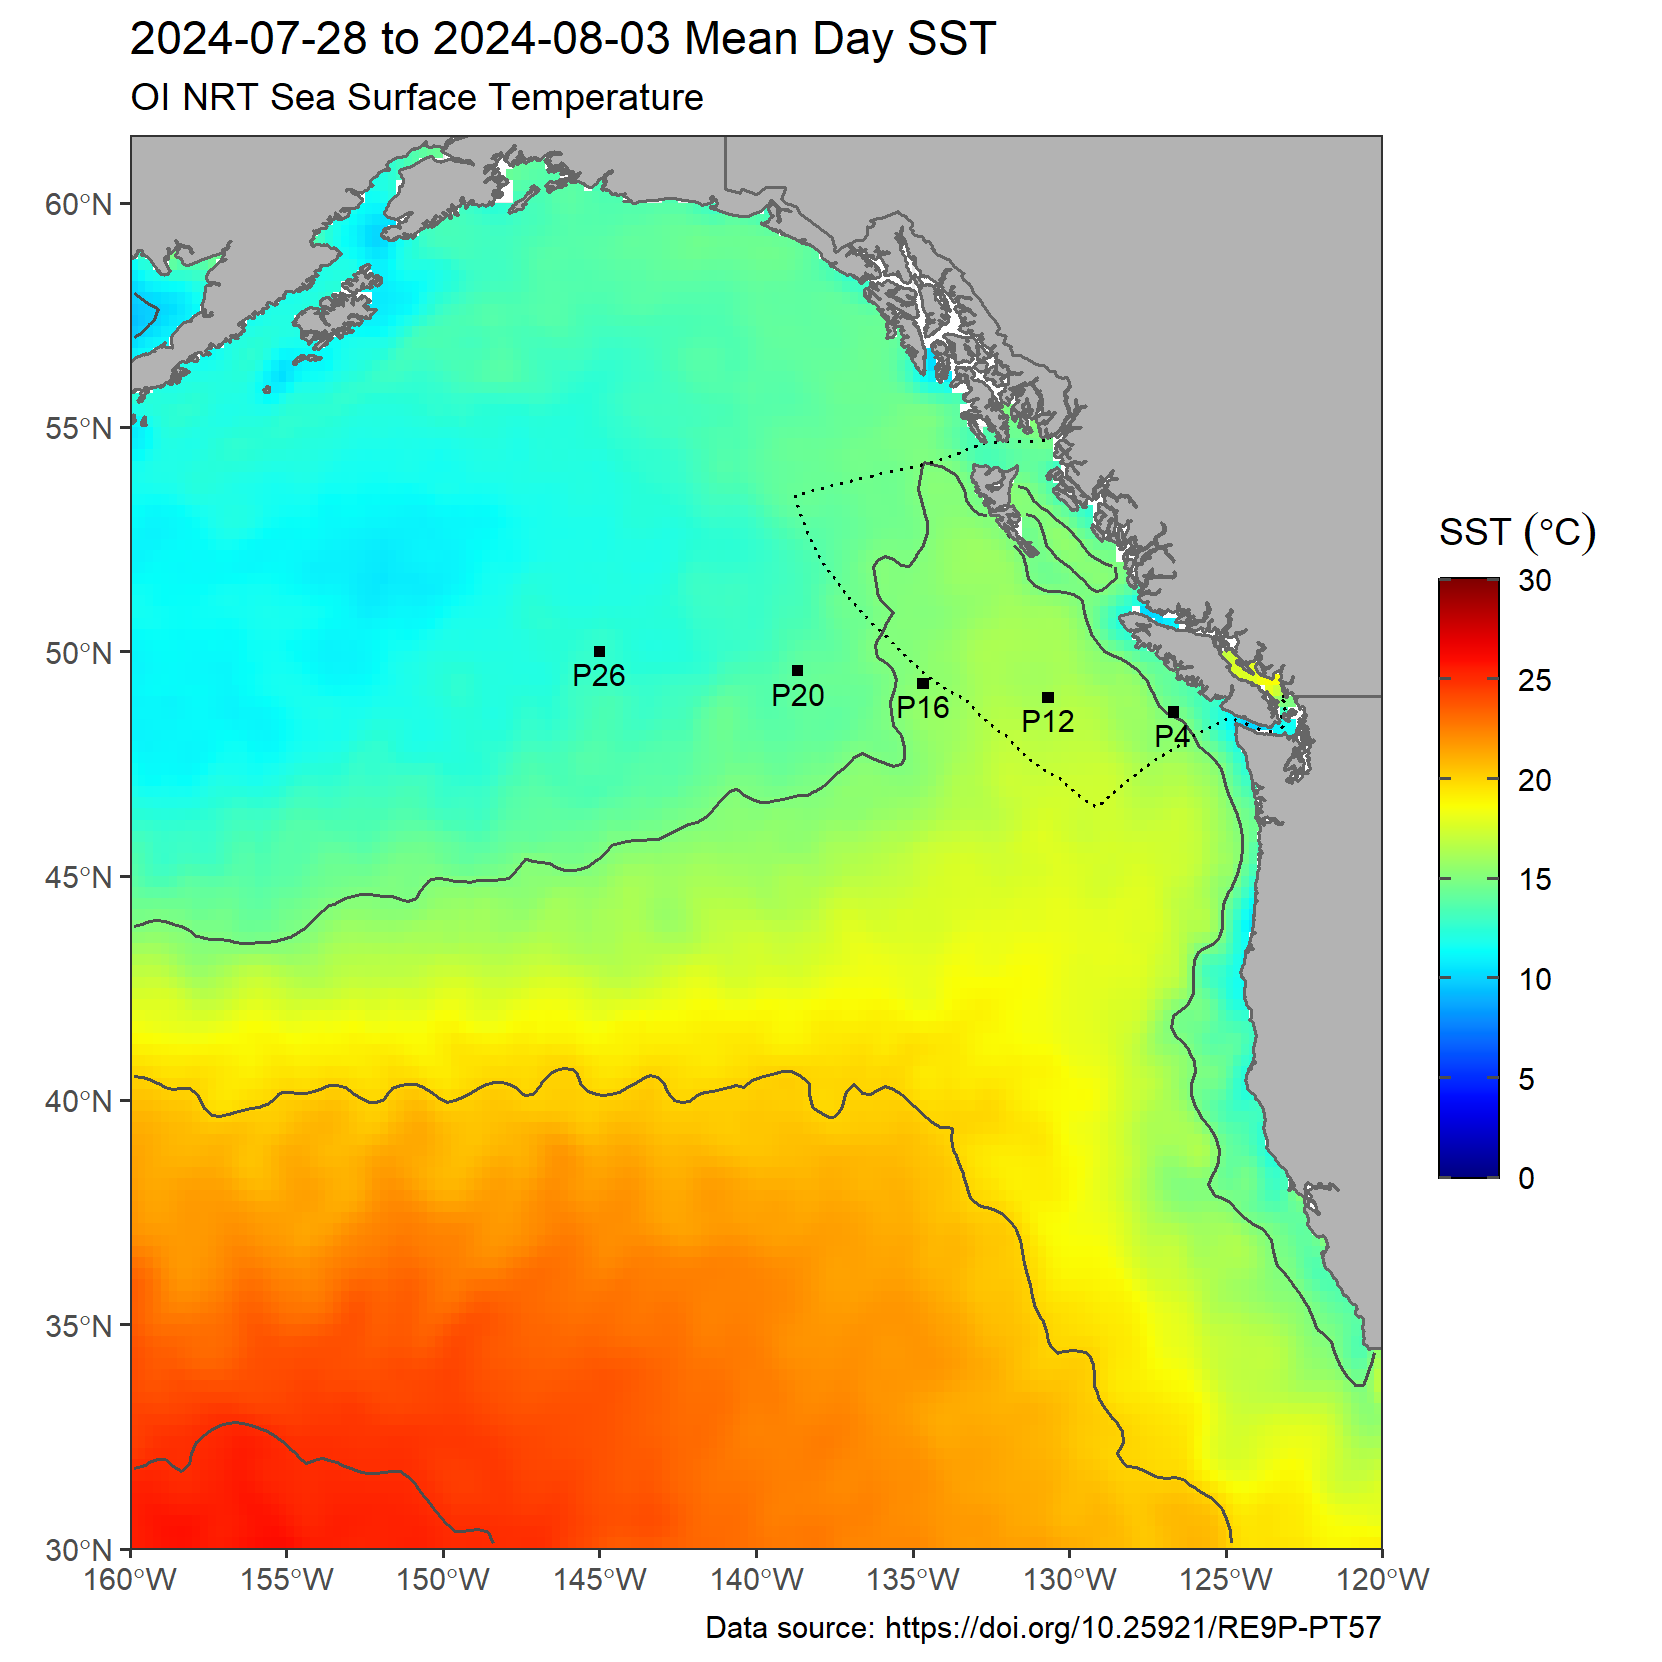 2024-07-28 to 2024-08-03 Mean Day SST
OI NRT Sea Surface Temperature
60°N
55°N
50°N
45°N
40°N
35°N
30°N
P26
P20
P16
P12
P4
SST (°C)
30
25
20
15
10
5
0
160°W
155°W
150°W
145°W
140°W
135°W
130°W
125°W
120°W
Data source: https://doi.org/10.25921/RE9P-PT57